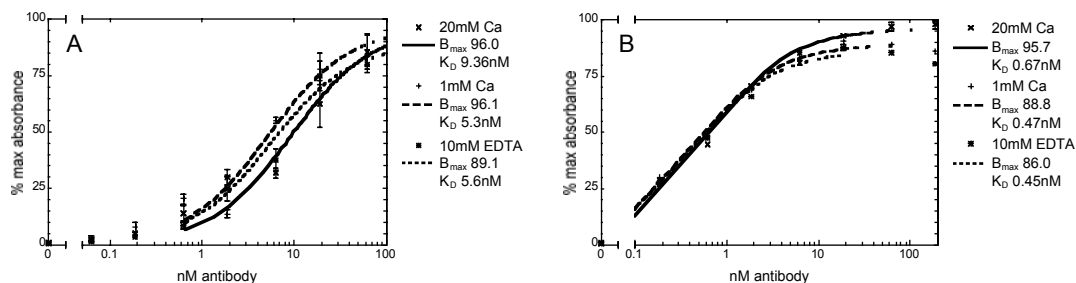 A
% max absorbance
100
75
50
25
0
0
0.1
1
10
100
nM antibody
20mM Ca
Bmax 96.0
KD 9.36nM
1mM Ca
Bmax 96.1
KD 5.3nM
10mM EDTA
Bmax 89.1
KD 5.6nM
B
% max absorbance
100
75
50
25
0
0
0.1
1
10
100
nM antibody
20mM Ca
Bmax 95.7
KD 0.67nM
1mM Ca
Bmax 88.8
KD 0.47nM
10mM EDTA
Bmax 86.0
KD 0.45nM